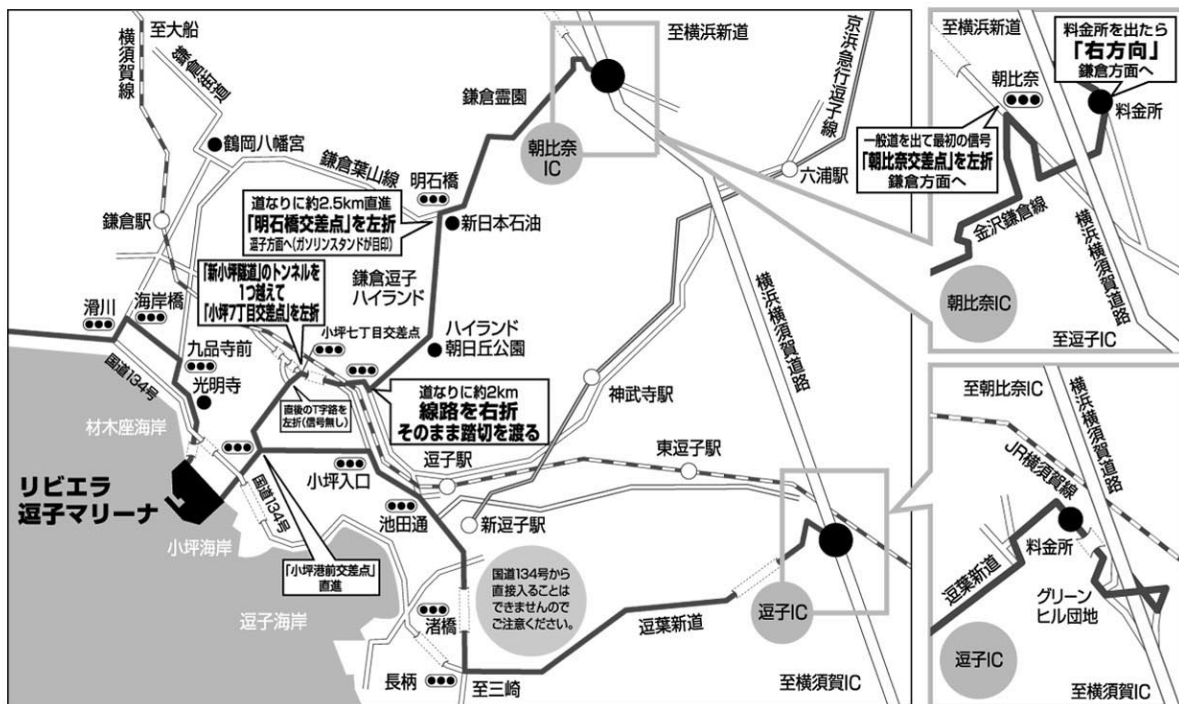 至大船
横須賀線
鎌倉街道
鶴岡八幡宮
鎌倉葉山線
鎌倉駅
明石橋
新日本石油
鎌倉霊園
至横浜新道
京浜急行逗子線
朝比奈
IC
六浦駅
道なりに約2.5km直進
「明石橋交差点」を左折
逗子方面へ(ガソリンスタンドが目印)
「新小坪隧道」のトンネルを
1つ越えて
「小坪7丁目交差点」を左折
鎌倉逗子
ハイランド
滑川
海岸橋
小坪七丁目交差点
ハイランド
朝日丘公園
横浜横須賀道路
九品寺前
国道134号
光明寺
直後のT字路を
左折(信号無し)
道なりに約2km
線路を右折
そのまま踏切を渡る
神武寺駅
材木座海岸
リビエラ
逗子マリーナ
小坪入口
逗子駅
東逗子駅
国道134号
池田通
新逗子駅
小坪海岸
「小坪港前交差点」
直進
国道134号から
直接入ることは
できませんので
ご注意ください。
逗子海岸
渚橋
逗葉新道
逗子IC
長柄
至三崎
至横須賀IC
至横浜新道
料金所を出たら
「右方向」
鎌倉方面へ
朝比奈
料金所
一般道を出て最初の信号
「朝比奈交差点」を左折
鎌倉方面へ
金沢鎌倉線
横浜横須賀道路
朝比奈IC
至逗子IC
至朝比奈IC
横浜横須賀道路
JR横須賀線
料金所
逗葉新道
グリーン
ヒル団地
逗子IC
至横須賀IC